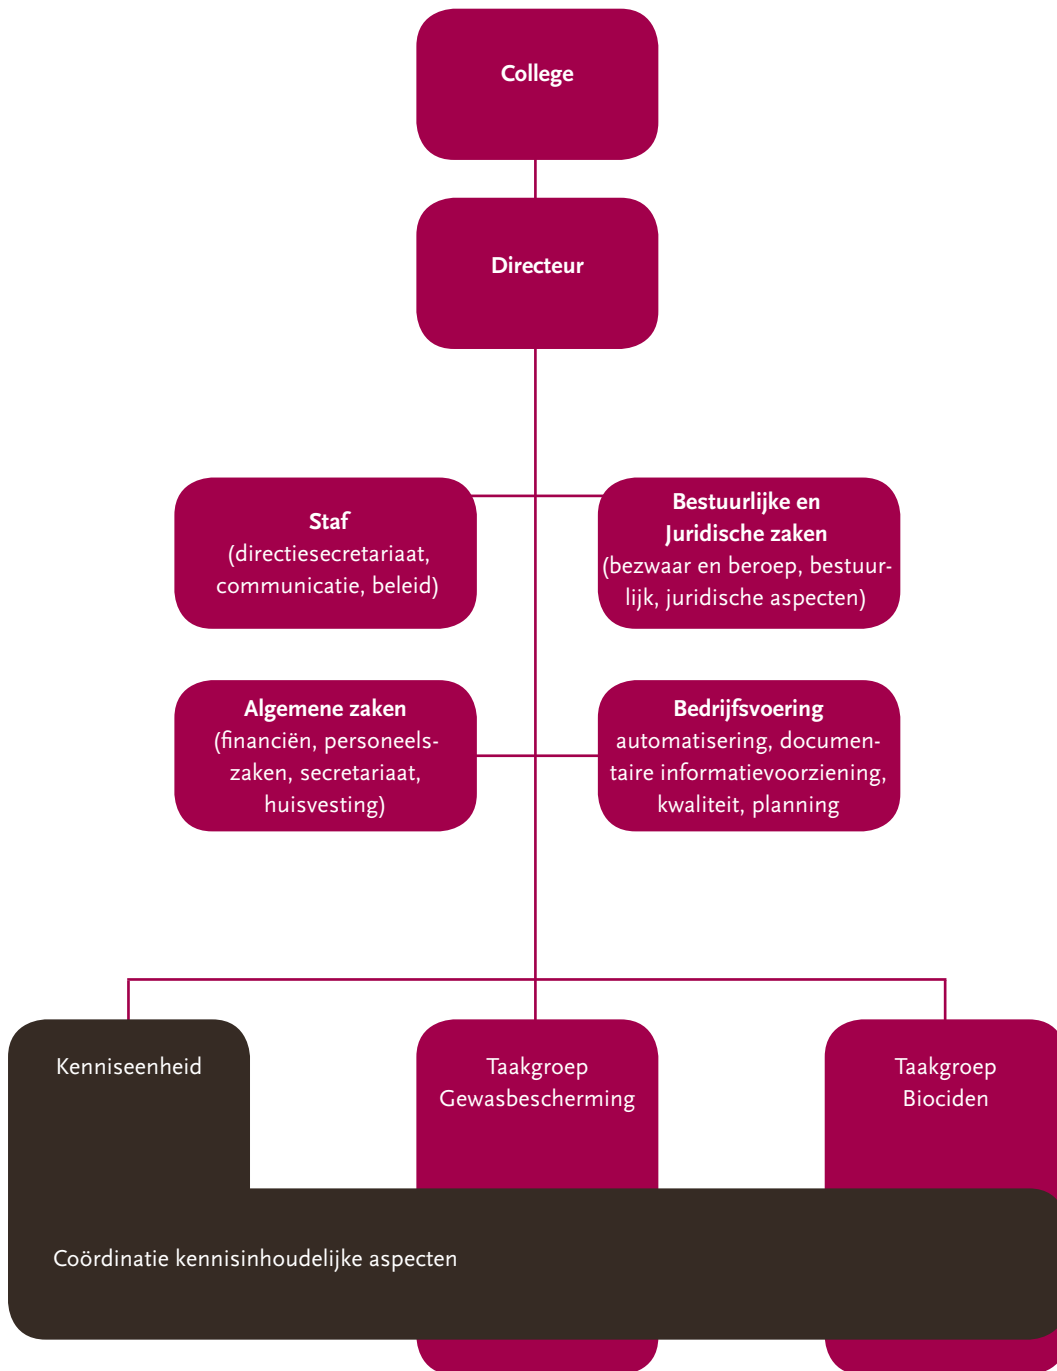 College
Directeur
Staf
(directiesecretariaat,
communicatie, beleid)
Bestuurlijke en
Juridische zaken
(bezwaar en beroep, bestuur-
lijk, juridische aspecten)
Algemene zaken
(financiën, personeels-
zaken, secretariaat,
huisvesting)
Bedrijfsvoering
automatisering, documen-
taire informatievoorziening,
kwaliteit, planning
Kenniseenheid
Taakgroep
Gewasbescherming
Taakgroep
Biociden
Coördinatie kennisinhoudelijke aspecten